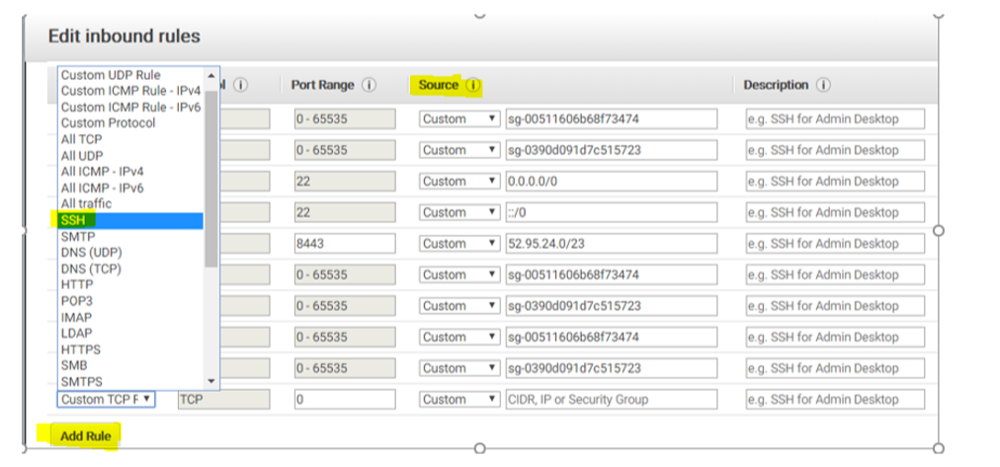 Edit inbound rules
l Port Range Source Description
Custom UDP Rule
Custom ICMP Rule - IPv4
Custom ICMP Rule - IPv6
Custom Protocol
All TCP
All UDP
All ICMP - IPv4
All ICMP - IPv6
All traffic
SSH
SMTP
DNS (UDP)
DNS (TCP)
HTTP
POP3
IMAP
LDAP
HTTPS
SMB
SMTPS
0 - 65535 Custom sg-00511606b68f73474 e.g. SSH for Admin Desktop
0 - 65535 Custom sg-0390d091d7c515723 e.g. SSH for Admin Desktop
22 Custom 0.0.0.0/0 e.g. SSH for Admin Desktop
22 Custom ::/0 e.g. SSH for Admin Desktop
8443 Custom 52.95.24.0/23 e.g. SSH for Admin Desktop
0 - 65535 Custom sg-00511606b68f73474 e.g. SSH for Admin Desktop
0 - 65535 Custom sg-0390d091d7c515723 e.g. SSH for Admin Desktop
0 - 65535 Custom sg-00511606b68f73474 e.g. SSH for Admin Desktop
0 - 65535 Custom sg-0390d091d7c515723 e.g. SSH for Admin Desktop
Custom TCP F TCP 0 Custom CIDR, IP or Security Group e.g. SSH for Admin Desktop
Add Rule